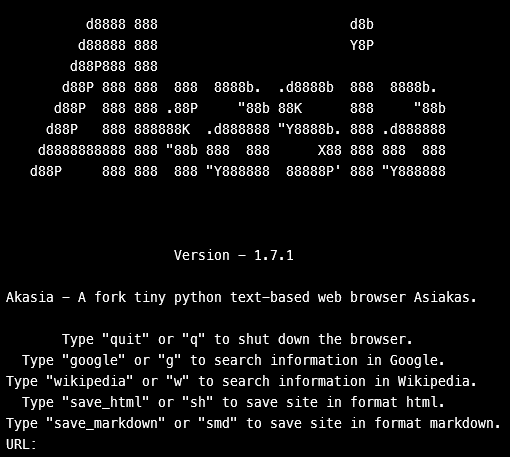 d8888 888                        d8b
         d88888 888                        Y8P
        d88P888 888
       d88P 888 888  888  8888b.  .d8888b  888  8888b.
      d88P  888 888 .88P     "88b 88K      888     "88b
     d88P   888 888888K  .d888888 "Y8888b. 888 .d888888
    d8888888888 888 "88b 888  888      X88 888 888  888
   d88P     888 888  888 "Y888888  88888P' 888 "Y888888
Version - 1.7.1
Akasia - A fork tiny python text-based web browser Asiakas.
Type "quit" or "q" to shut down the browser.
Type "google" or "g" to search information in Google.
Type "wikipedia" or "w" to search information in Wikipedia.
Type "save_html" or "sh" to save site in format html.
Type "save_markdown" or "smd" to save site in format markdown.
URL: